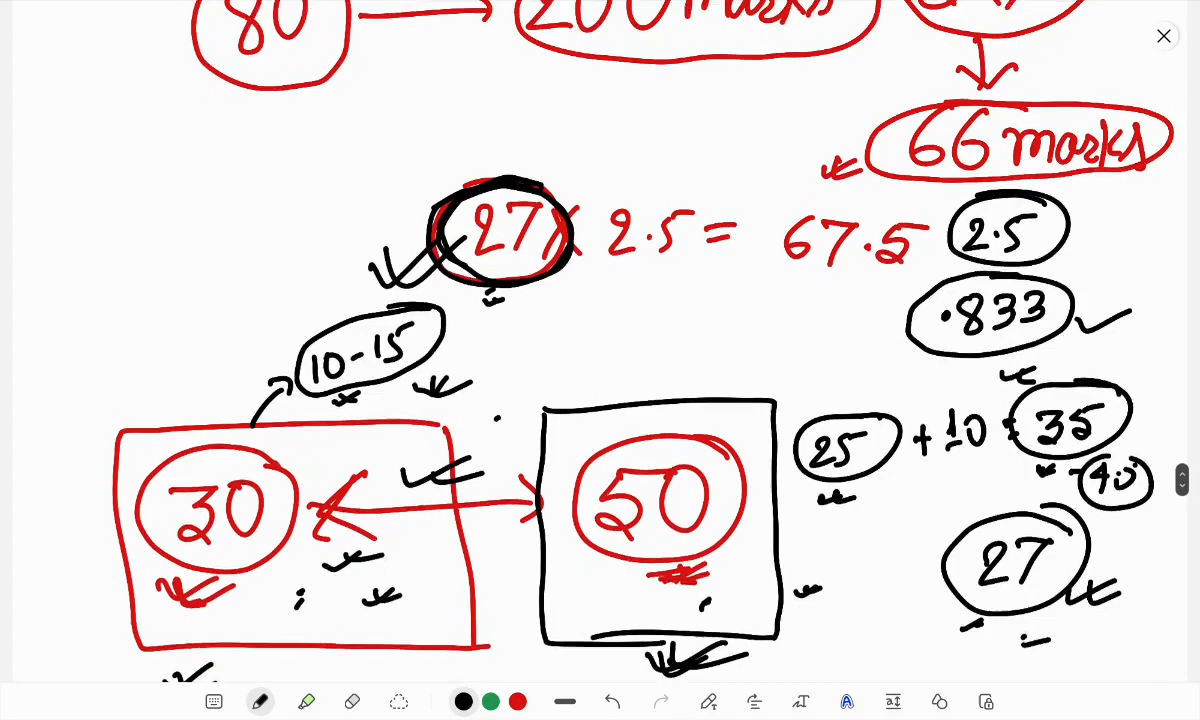 80 200 marks
66 marks
27 × 2.5 = 67.5 2.5
.833
10-15
25 + 10 = 35
-40
30 50
27